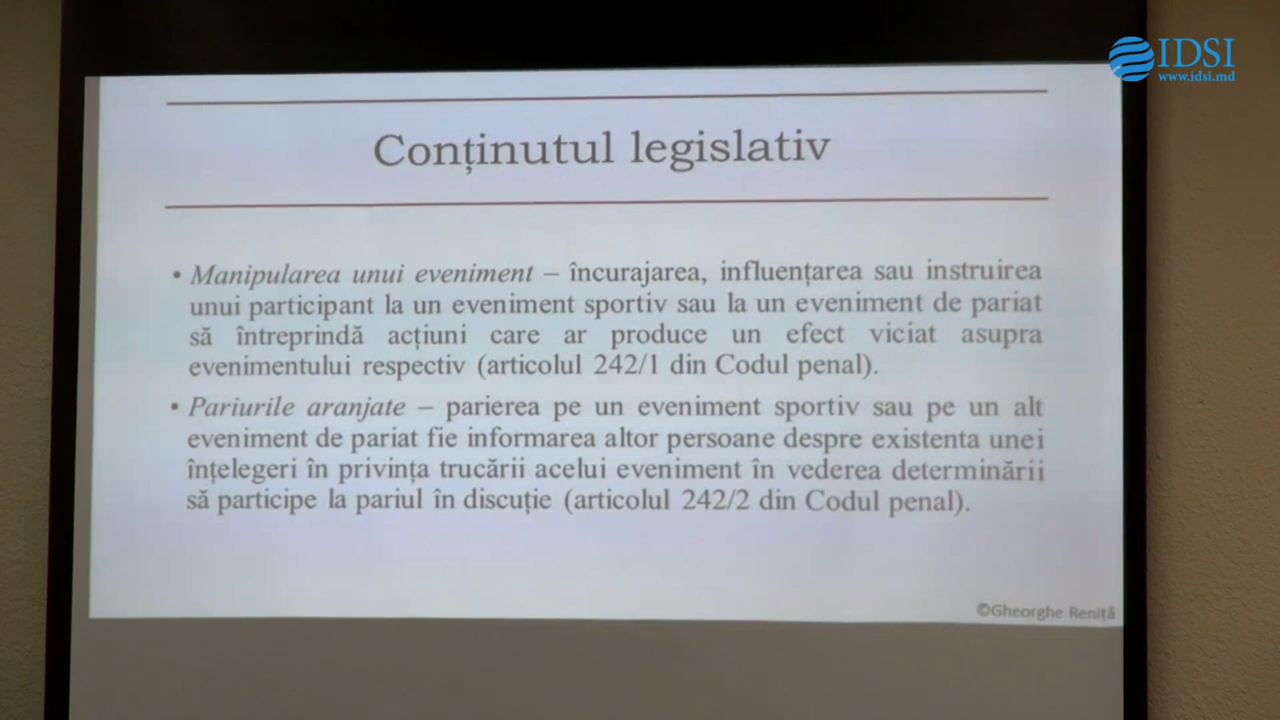 IDSI
www.idsi.md
Conținutul legislativ
• Manipularea unui eveniment – încurajarea, influențarea sau instruirea
unui participant la un eveniment sportiv sau la un eveniment de pariat
să întreprindă acțiuni care ar produce un efect viciat asupra
evenimentului respectiv (articolul 242/1 din Codul penal).
• Pariurile aranjate – parierea pe un eveniment sportiv sau pe un alt
eveniment de pariat fie informarea altor persoane despre existenta unei
înțelegeri în privința trucării acelui eveniment în vederea determinării
să participe la pariul în discuție (articolul 242/2 din Codul penal).
©Gheorghe Reniță